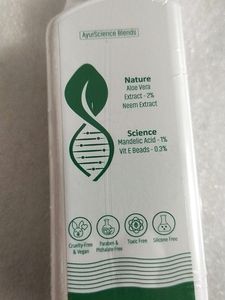 AyurScience Blends
Nature
Aloe Vera
Extract - 2%
Neem Extract
Science
Mandelic Acid - 1%
Vit E Beads - 0.3%
Cruelty-Free
& Vegan
Paraben &
Phthalate Free
Toxic Free
Silicone Free